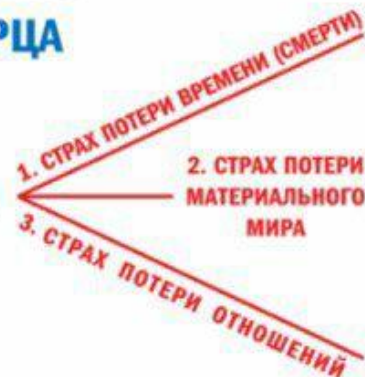 РЦА
1. СТРАХ ПОТЕРИ ВРЕМЕНИ (СМЕРТИ)
2. СТРАХ ПОТЕРИ
МАТЕРИАЛЬНОГО
МИРА
3. СТРАХ ПОТЕРИ ОТНОШЕНИЙ